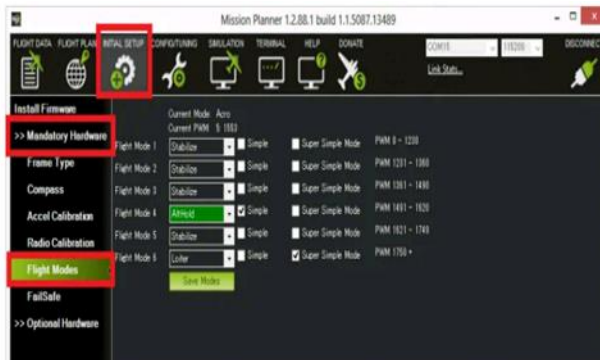 Mission Planner 1.2.88.1 build 1.1.5087.13489
FLIGHT DATA FLIGHT PLAN INITIAL SETUP CONFIG/TUNING SIMULATION TERMINAL HELP DONATE COM15 115200 DISCONNECT
Link Stats...
Install Firmware
>> Mandatory Hardware
Frame Type
Compass
Accel Calibration
Radio Calibration
Flight Modes
FailSafe
>> Optional Hardware
Current Mode: Acro
Current PWM: 5: 1553
Flight Mode 1 Stabilize Simple Super Simple Mode PWM 0 - 1230
Flight Mode 2 Stabilize Simple Super Simple Mode PWM 1231 - 1360
Flight Mode 3 Stabilize Simple Super Simple Mode PWM 1361 - 1490
Flight Mode 4 AltHold Simple Super Simple Mode PWM 1491 - 1620
Flight Mode 5 Stabilize Simple Super Simple Mode PWM 1621 - 1749
Flight Mode 6 Loiter Simple Super Simple Mode PWM 1750 +
Save Modes